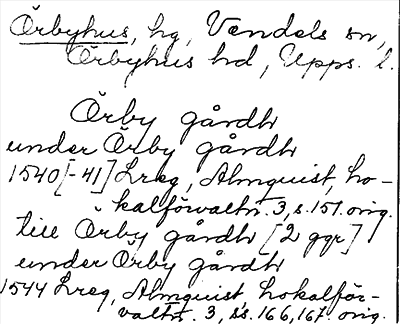 Örbyhus, hg, Vendels sn,
Örbyhus hd, Upps. l.
Örby gårdh
under Örby gårdh
1540[-41] Lreg, Almquist, Lo-
kalförvaltn. 3, s. 151. orig.
till Örby gårdh [2 ggr]
under Örby gårdh
1544 Lreg, Almquist, Lokalför-
valtn. 3, ss. 166, 167. orig.